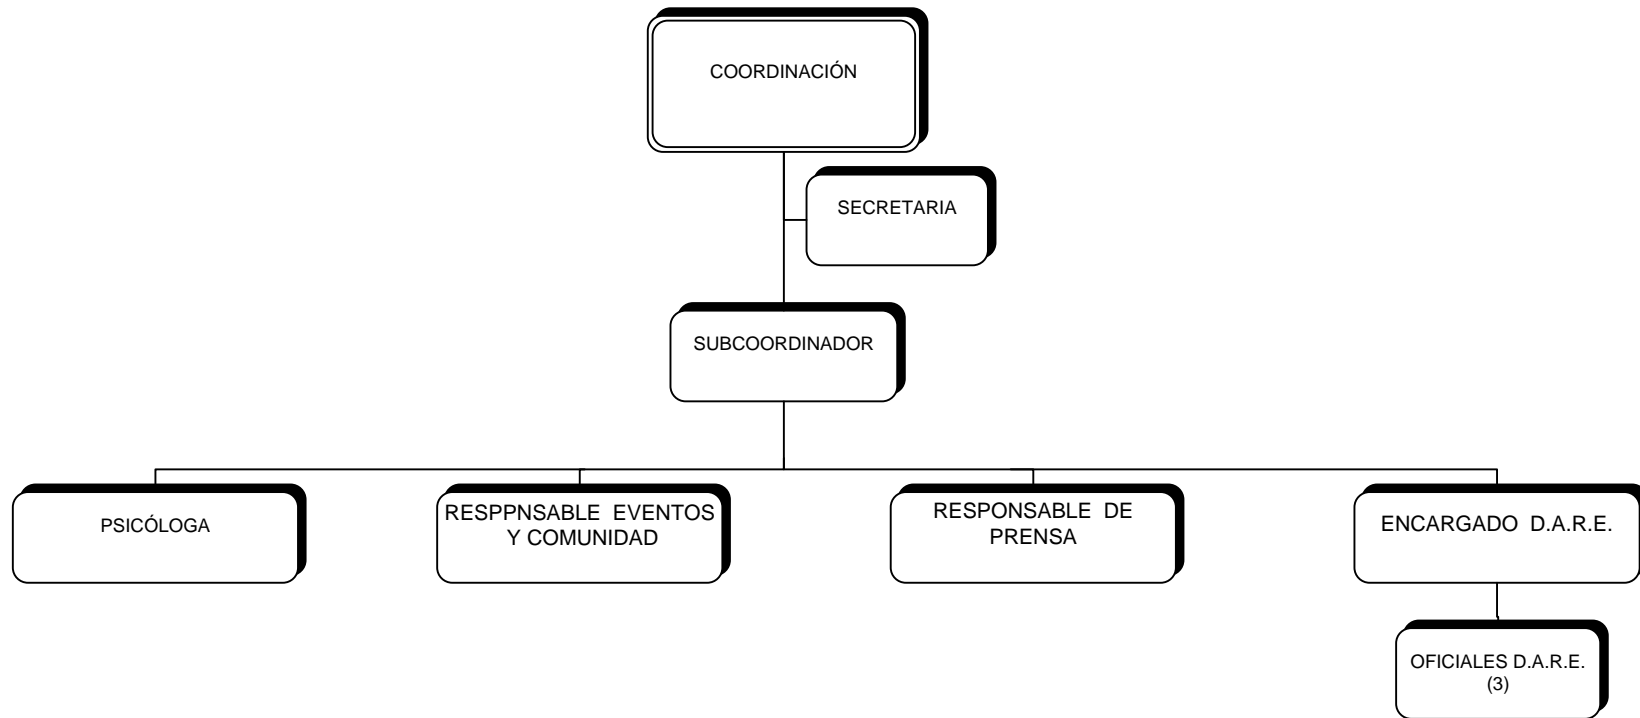 COORDINACIÓN
SECRETARIA
SUBCOORDINADOR
PSICÓLOGA
RESPPNSABLE EVENTOS
Y COMUNIDAD
RESPONSABLE DE
PRENSA
ENCARGADO D.A.R.E.
OFICIALES D.A.R.E.
(3)